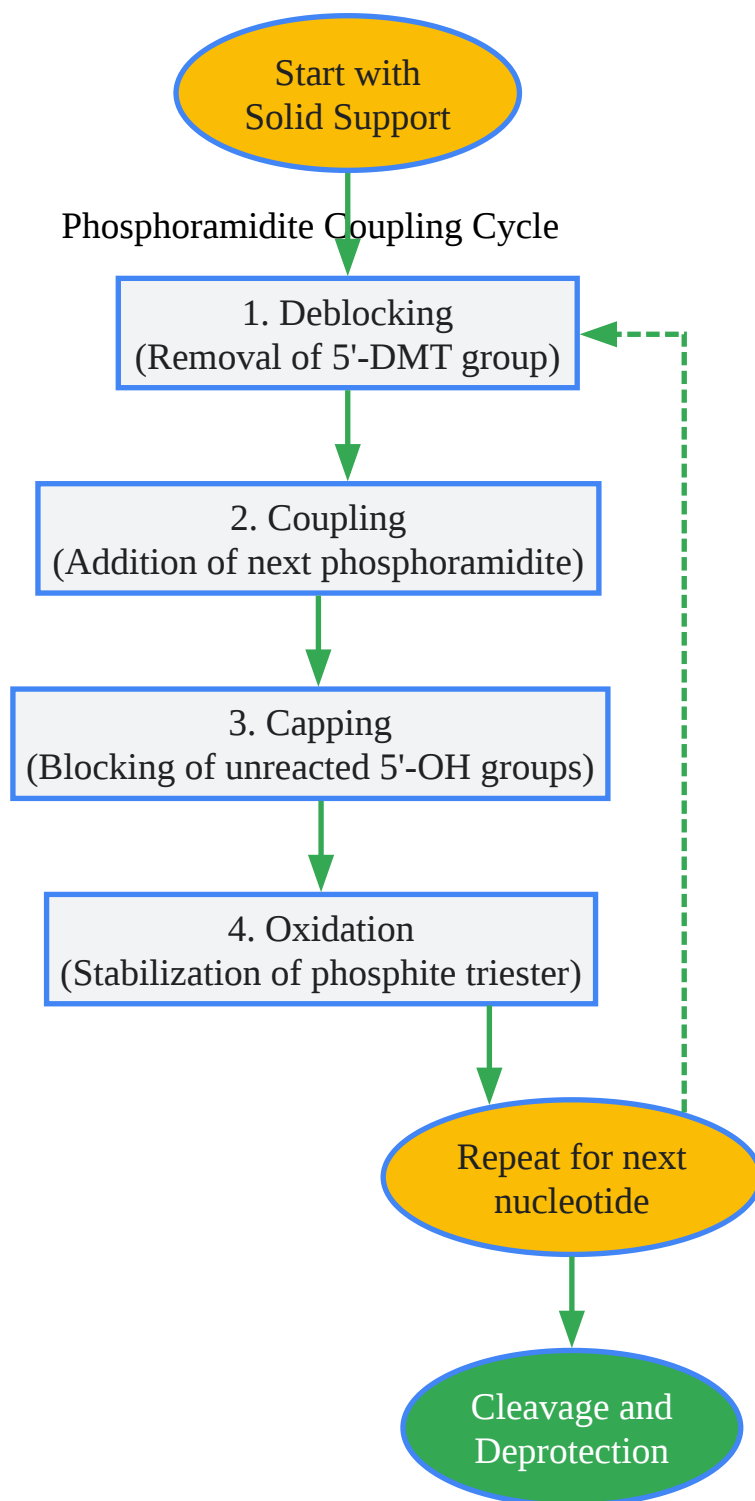 Start with
Solid Support
Phosphoramidite Coupling Cycle
1. Deblocking
(Removal of 5'-DMT group)
2. Coupling
(Addition of next phosphoramidite)
3. Capping
(Blocking of unreacted 5'-OH groups)
4. Oxidation
(Stabilization of phosphite triester)
Repeat for next
nucleotide
Cleavage and
Deprotection